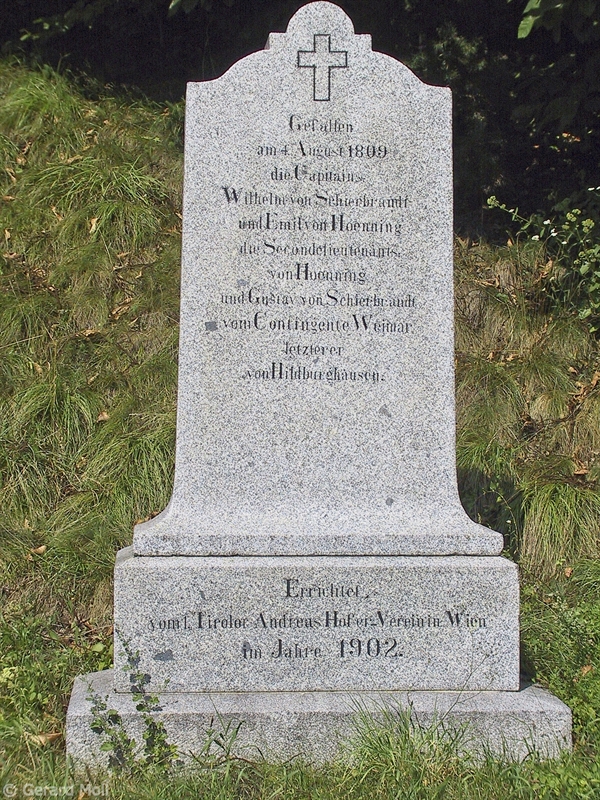 Gefallen
am 4. August 1809
die Capitains.
Wilhelm von Schierbrandt
und Emil von Hoenning
die Secondelieutenants.
von Hoenning
und Gustav von Schierbrandt
vom Contingente Weimar,
letzterer
von Hildburghausen.
Errichtet,
vom I. Tiroler Andreas Hofer-Verein in Wien
im Jahre 1902.
© Gerard Moll